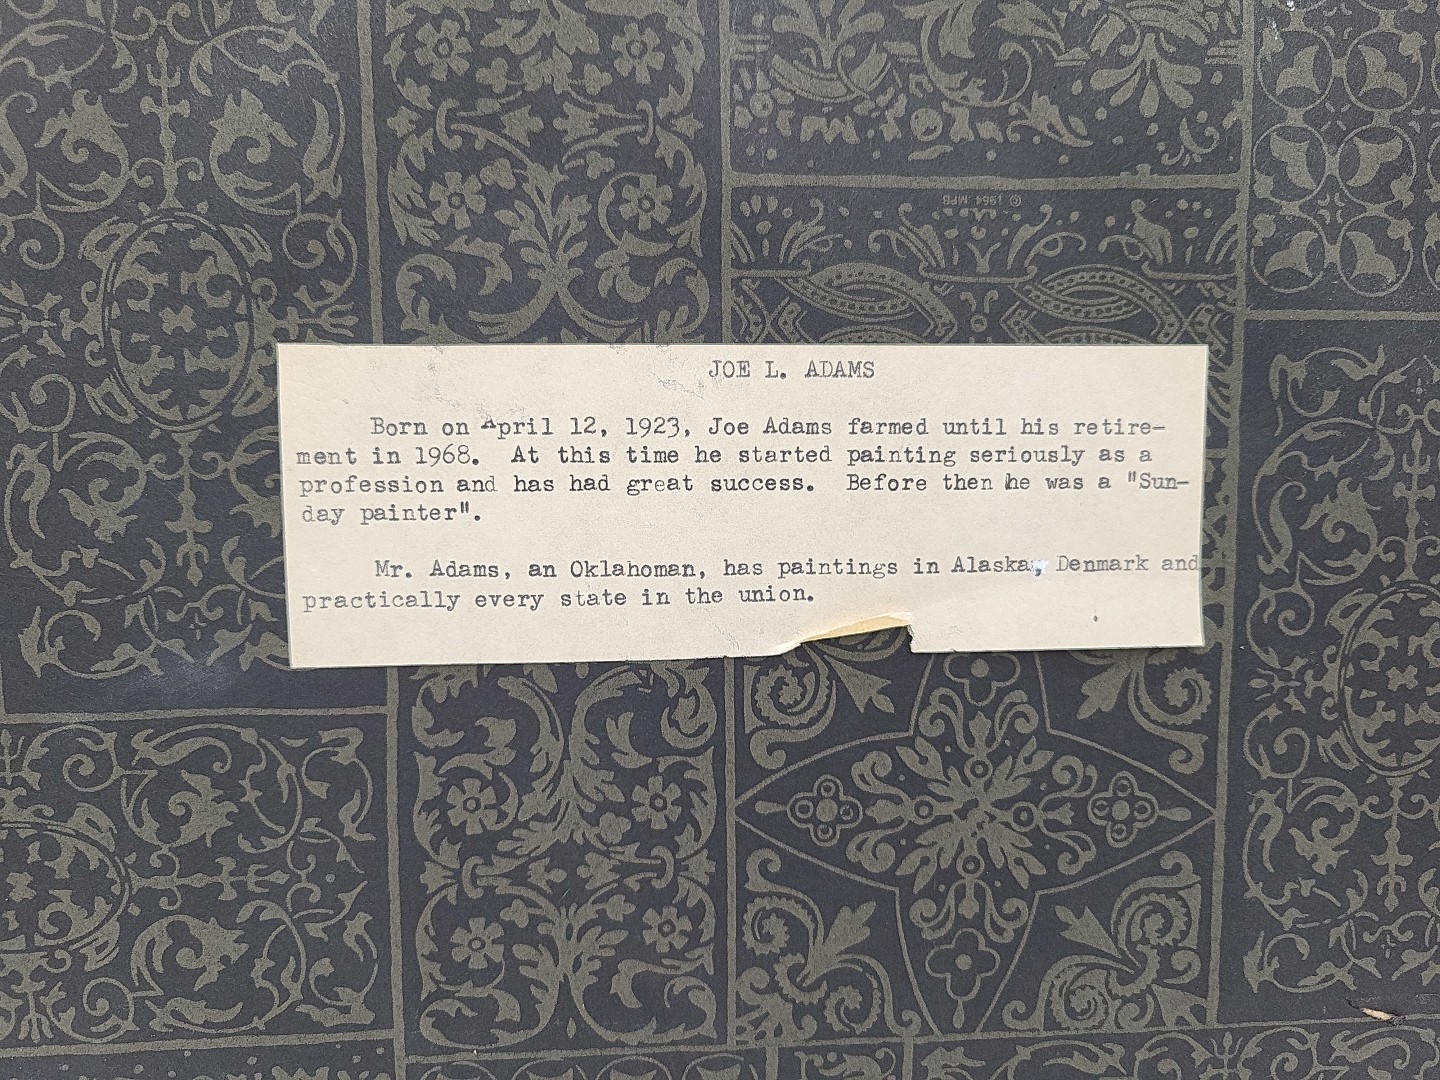 © 1964 MPB
JOE L. ADAMS
Born on April 12, 1923, Joe Adams farmed until his retire-
ment in 1968. At this time he started painting seriously as a
profession and has had great success. Before then he was a "Sun-
day painter".
Mr. Adams, an Oklahoman, has paintings in Alaska, Denmark and
practically every state in the union.